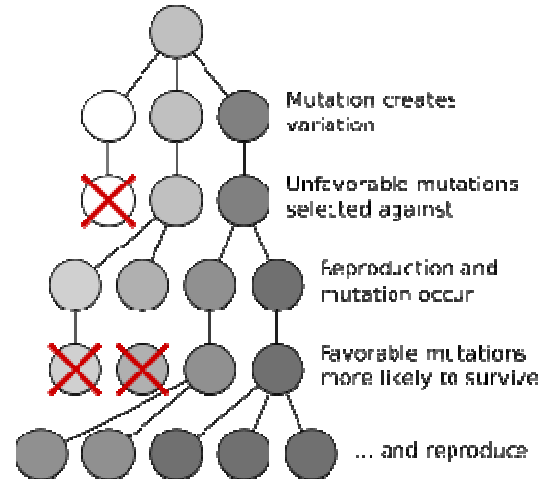 Mutation creates
variation
Unfavorable mutations
selected against
Reproduction and
mutation occur
Favorable mutations
more likely to survive
... and reproduce